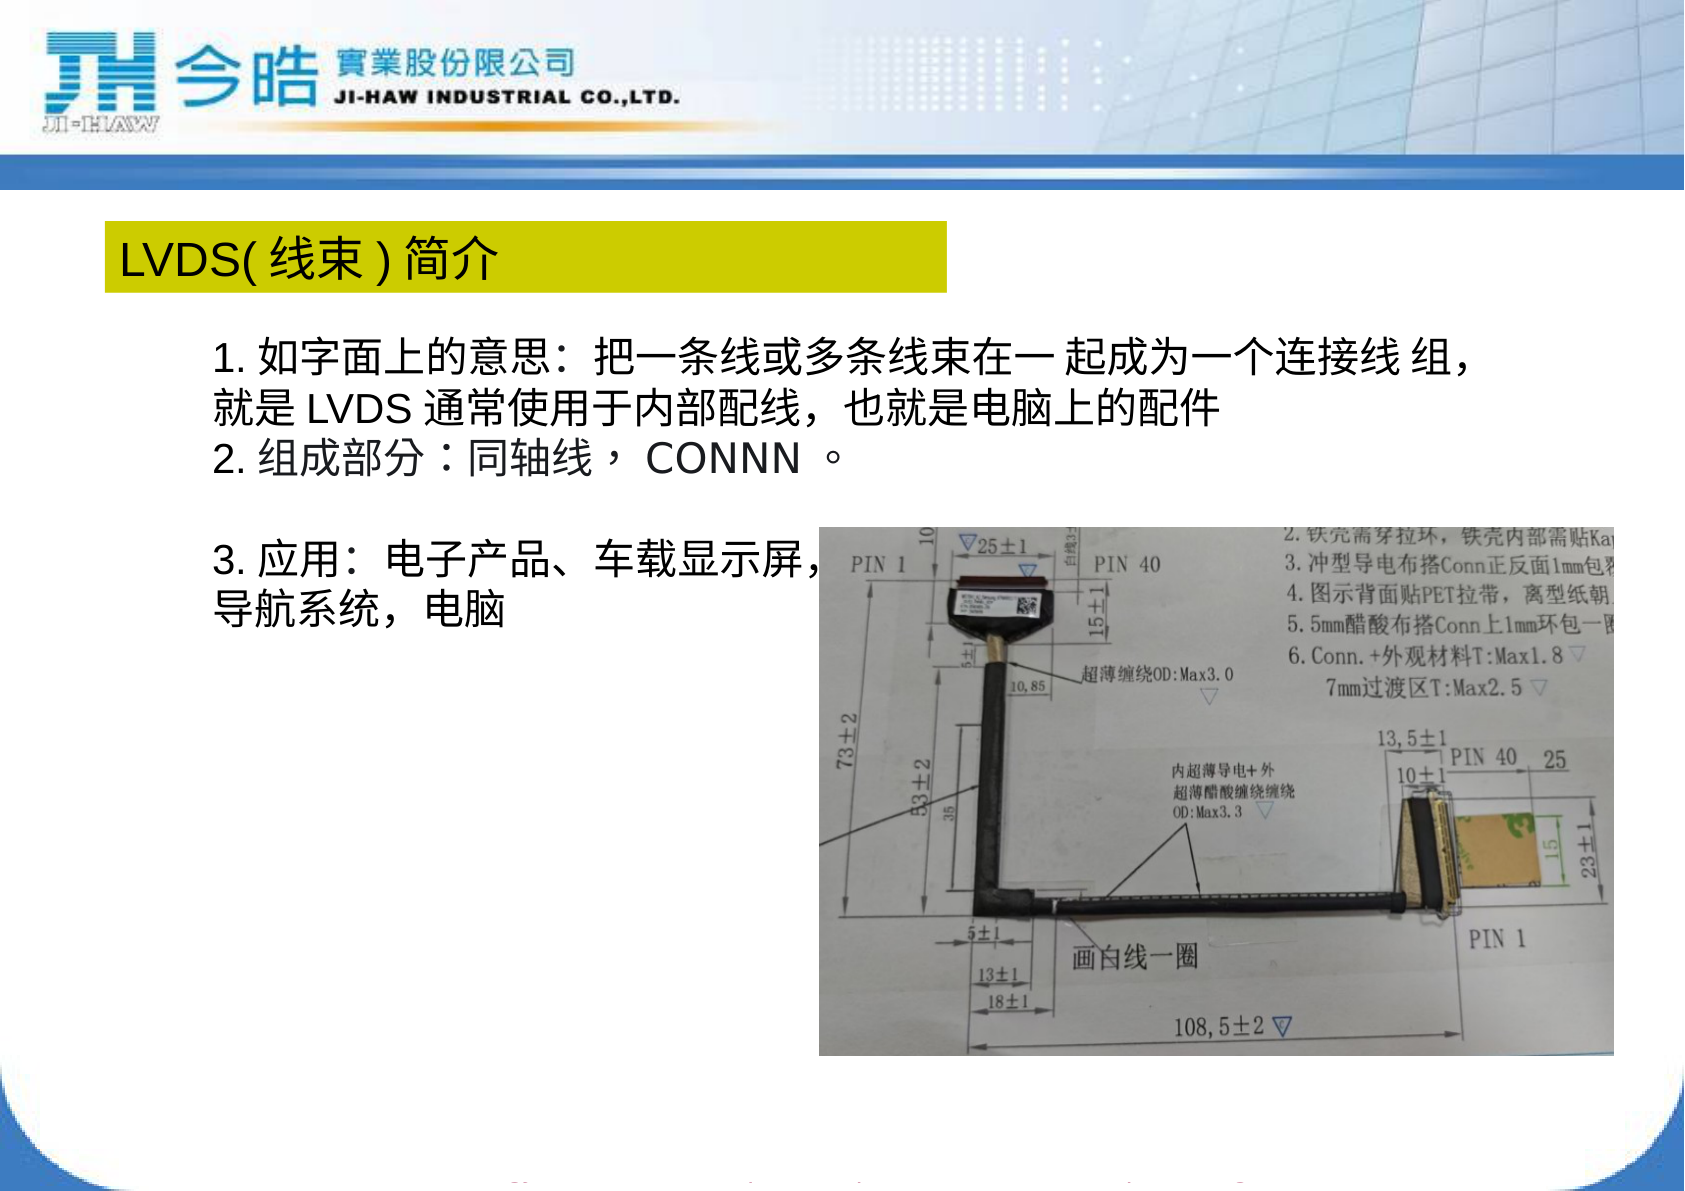 JH 今皓 實業股份限公司
JI-HAW INDUSTRIAL CO.,LTD.
JI-HAW
LVDS(线束)简介
1. 如字面上的意思：把一条线或多条线束在一 起成为一个连接线 组，
就是 LVDS 通常使用于内部配线，也就是电脑上的配件
2. 组成部分：同轴线， CONNN 。
3. 应用：电子产品、车载显示屏，
导航系统，电脑
10
25±1
PIN 1
PIN 40
15±1
5±1
10,85
超薄缠绕OD:Max3.0
73±2
53±2
35
2.铁壳需穿拉环，铁壳内部需贴
3.冲型导电布搭Conn正反面1mm包
4.图示背面贴PET拉带，离型纸朝
5.5mm醋酸布搭Conn上1mm环包一
6.Conn.+外观材料T:Max1.8
7mm过渡区T:Max2.5
13,5±1
PIN 40
25
10±1
内超薄导电+外
超薄醋酸缠绕缠绕
OD:Max3.3
3
15
23±1
PIN 1
5±1
画白线一圈
13±1
18±1
108,5±2